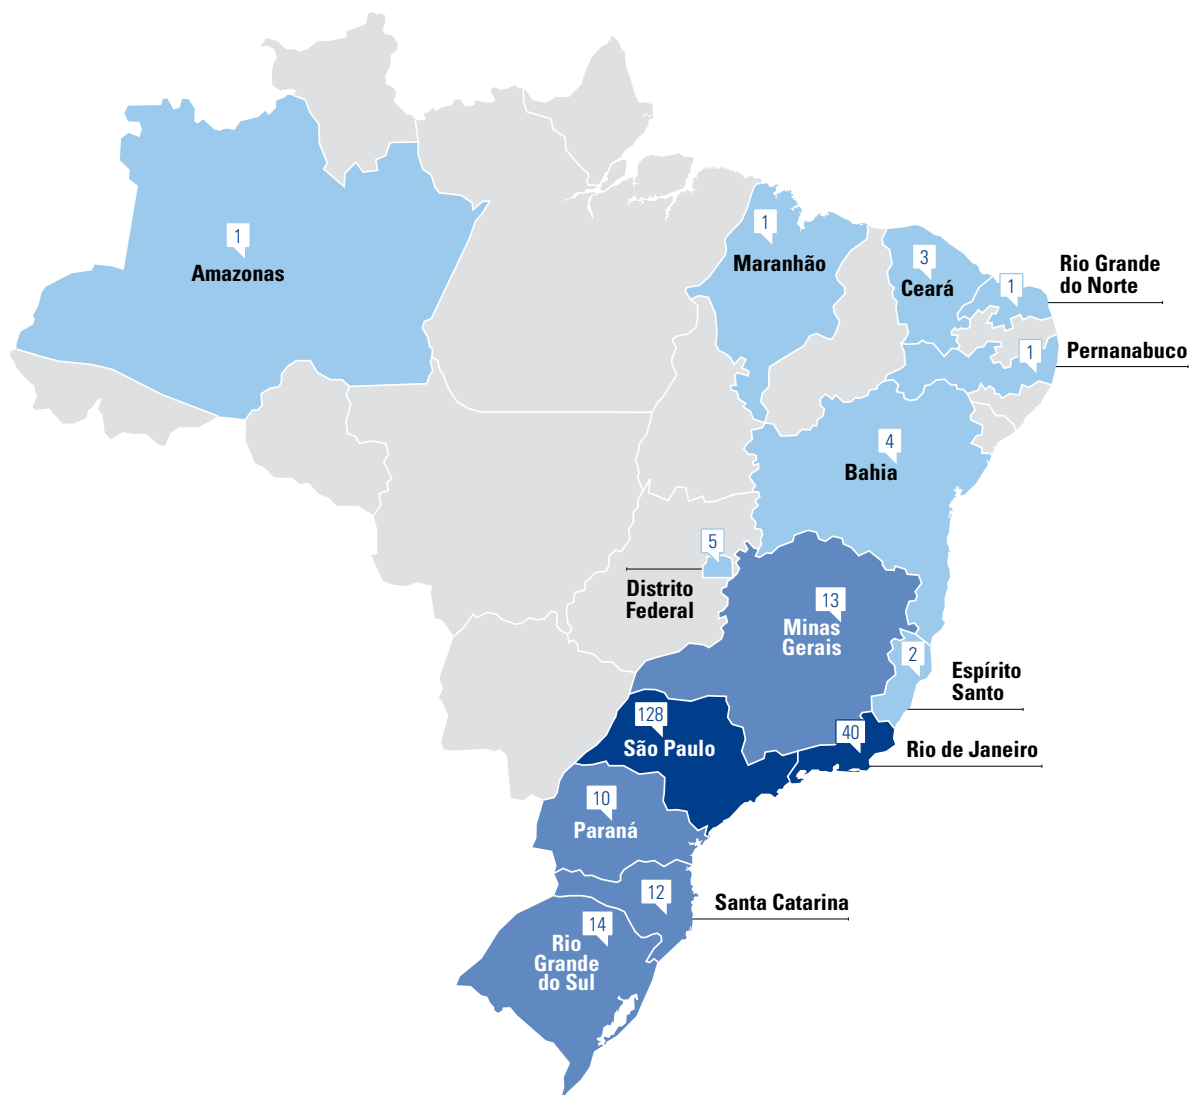 1
Amazonas
1
Maranhão
3
Ceará
1
Rio Grande
do Norte
1
Pernanabuco
4
Bahia
5
Distrito
Federal
13
Minas
Gerais
2
Espírito
Santo
128
São Paulo
40
Rio de Janeiro
10
Paraná
12
Santa Catarina
14
Rio
Grande
do Sul